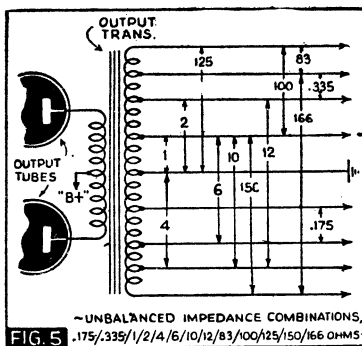 OUTPUT
TRANS.
125
83
100
.335
2
166
1
10
12
OUTPUT
TUBES
6
150
"B+"
4
.175
~UNBALANCED IMPEDANCE COMBINATIONS,
FIG. 5 .175/.335/1/2/4/6/10/12/83/100/125/150/166 OHMS~